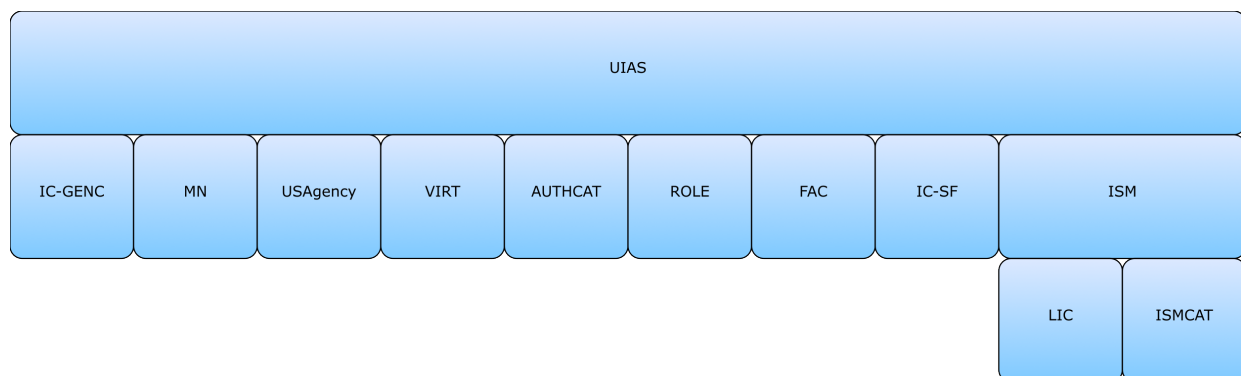 UIAS
IC-GENC
MN
USAgency
VIRT
AUTHCAT
ROLE
FAC
IC-SF
ISM
LIC
ISMCAT